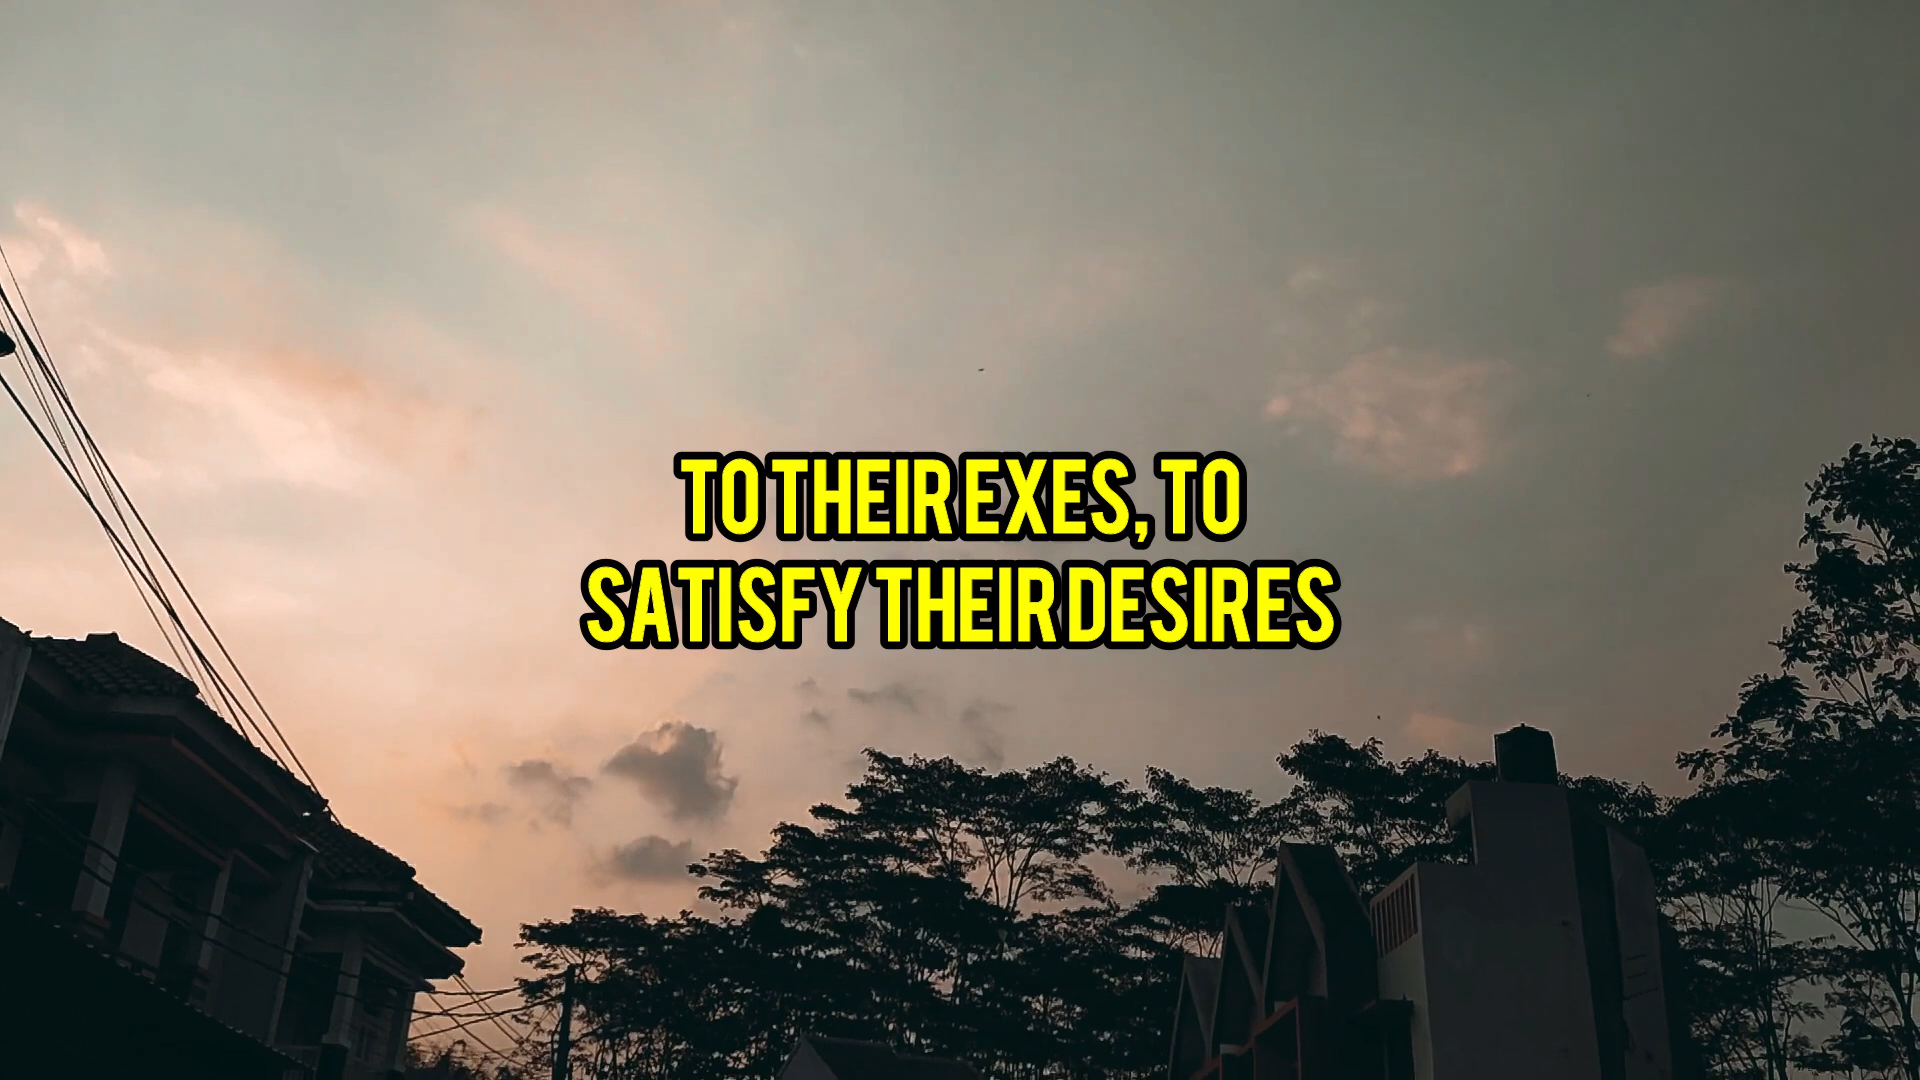 TO THEIR EXES, TO
SATISFY THEIR DESIRES